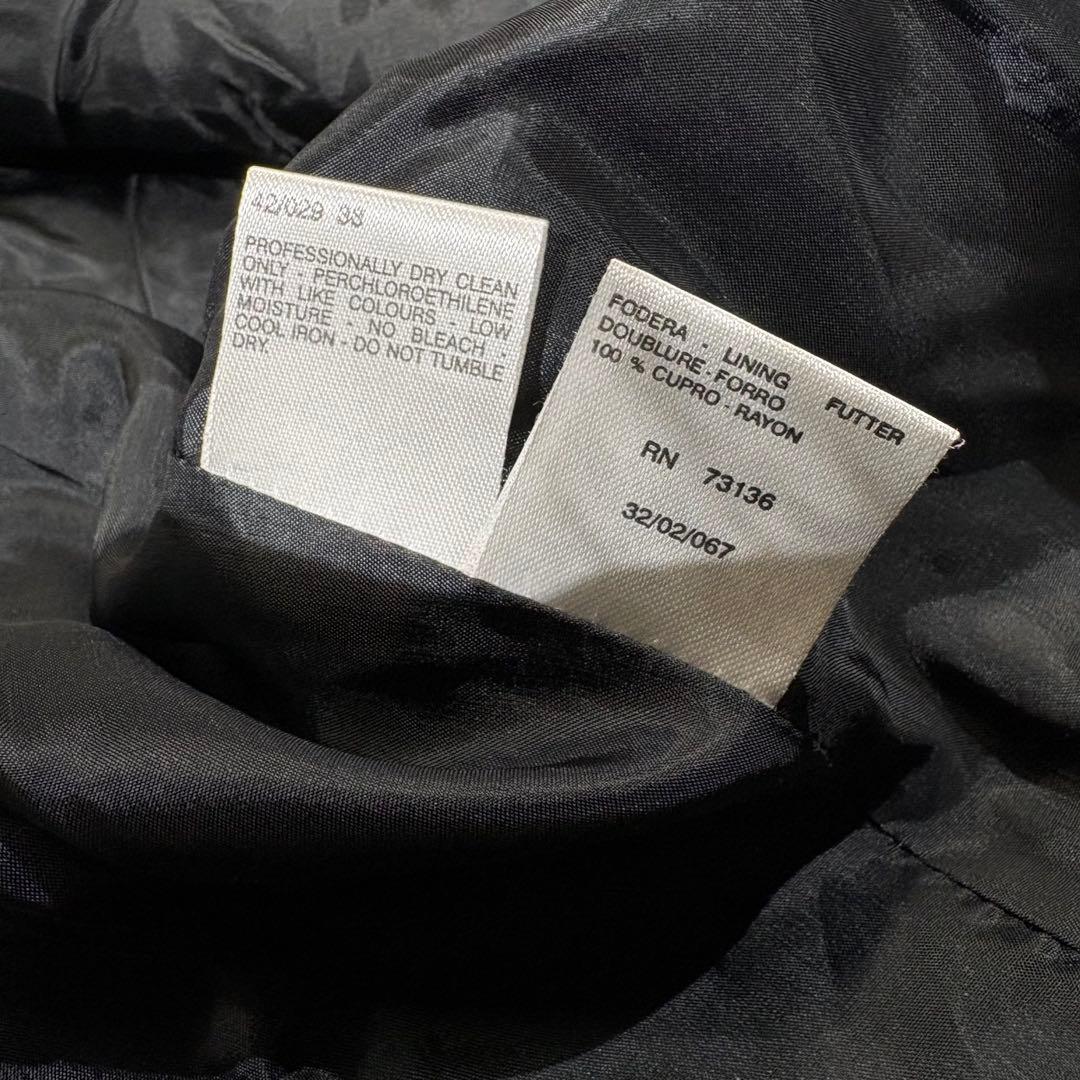 42/029 38
PROFESSIONALLY DRY CLEAN
ONLY - PERCHLOROETHILENE
WITH LIKE COLOURS - LOW
MOISTURE - NO BLEACH -
COOL IRON - DO NOT TUMBLE
DRY.
FODERA - LINING
DOUBLURE - FORRO FUTTER
100 % CUPRO - RAYON
RN 73136
32/02/067